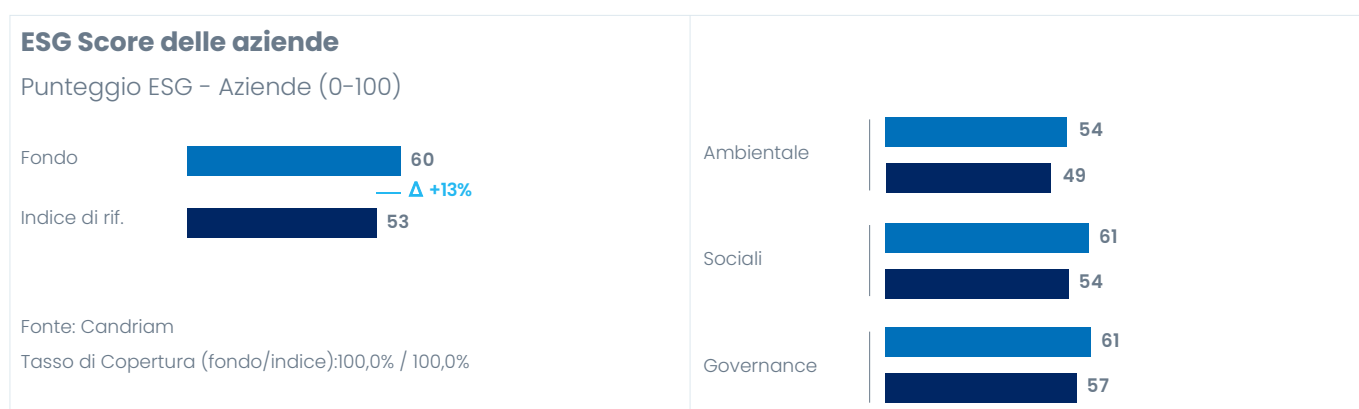 ESG Score delle aziende
Punteggio ESG - Aziende (0-100)
Fondo
60
Δ +13%
Indice di rif.
53
Fonte: Candriam
Tasso di Copertura (fondo/indice):100,0% / 100,0%
Ambientale
54
49
Sociali
61
54
Governance
61
57